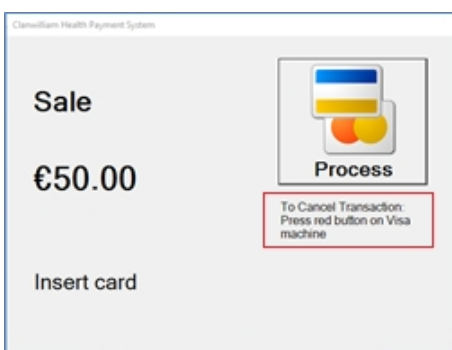 Clanwilliam Health Payment System
Sale
€50.00
Process
To Cancel Transaction:
Press red button on Visa
machine
Insert card